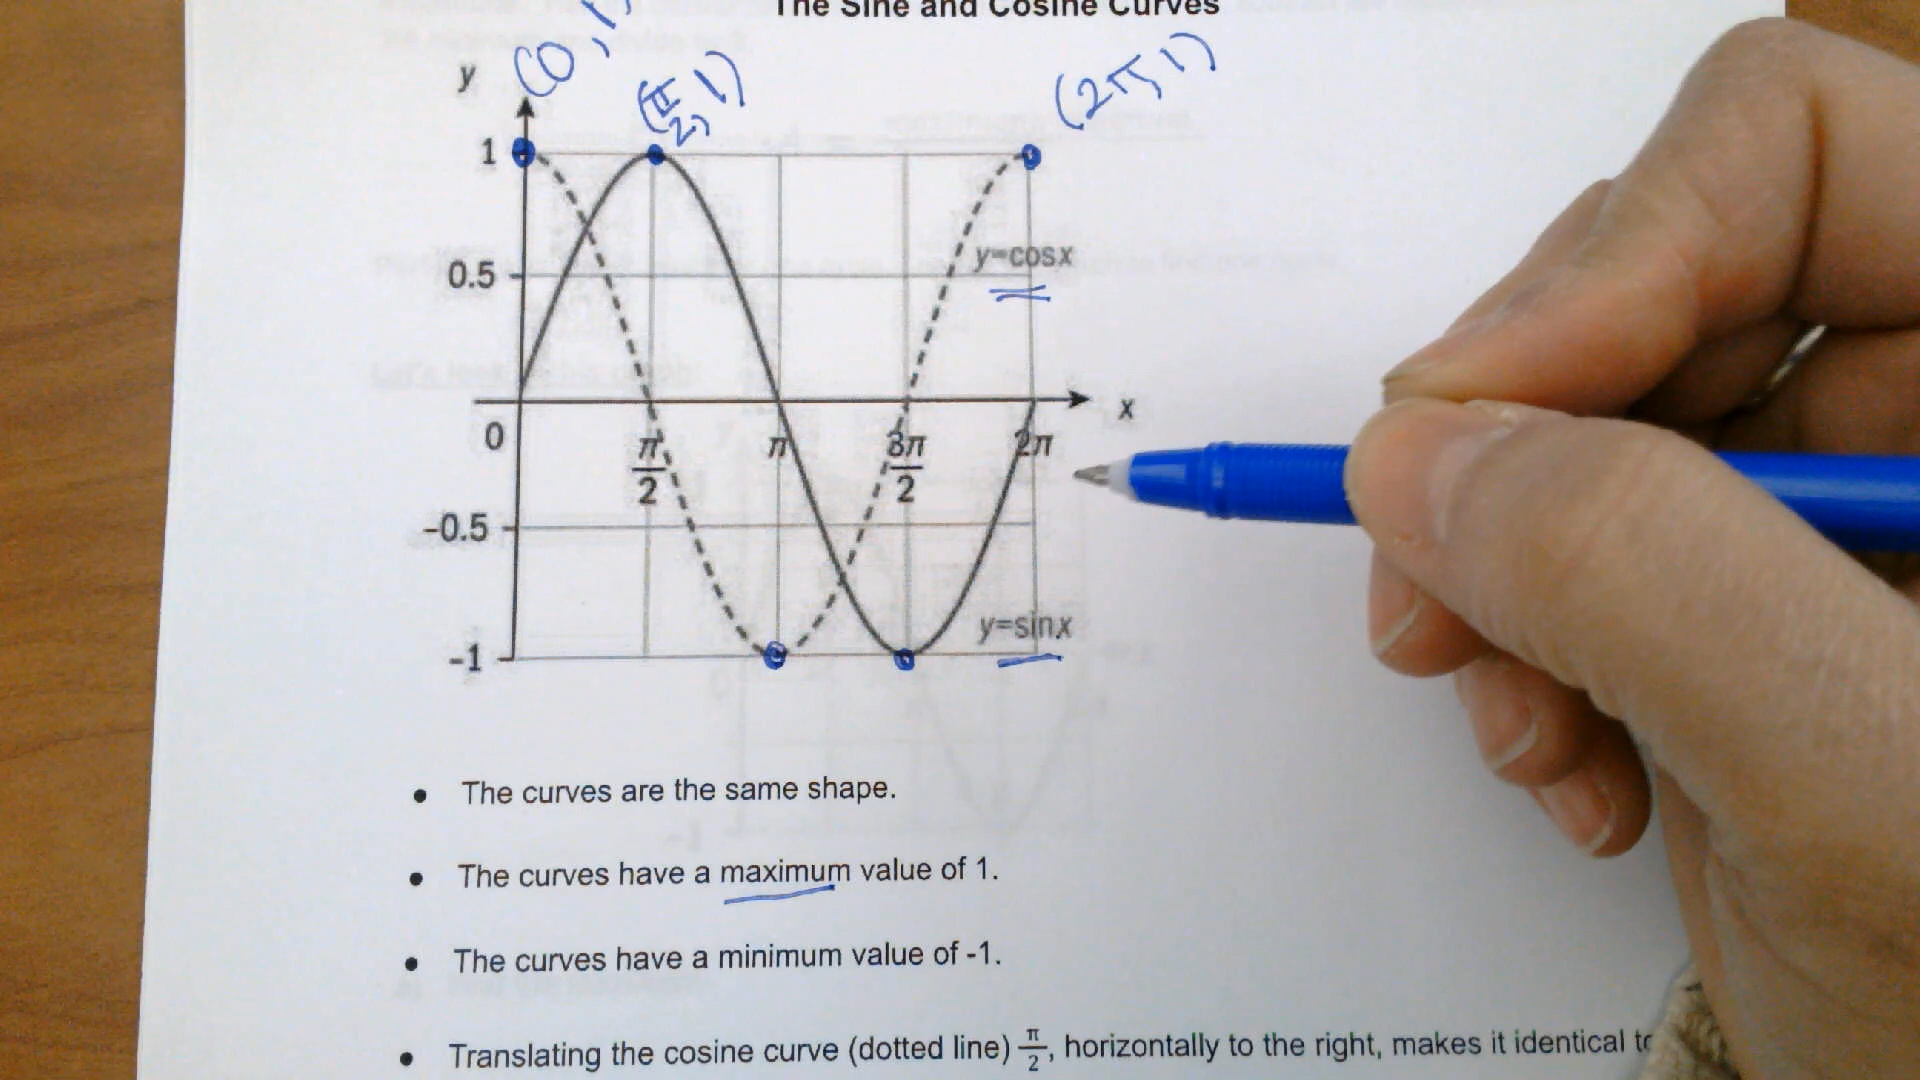 The Sine and Cosine Curves
y
(0, 1
(π/2, 1)
(2π, 1)
1
0.5
y=cosx
x
0
π/2
π
3π/2
2π
-0.5
y=sinx
-1
• The curves are the same shape.
• The curves have a maximum value of 1.
• The curves have a minimum value of -1.
• Translating the cosine curve (dotted line) π/2, horizontally to the right, makes it identical